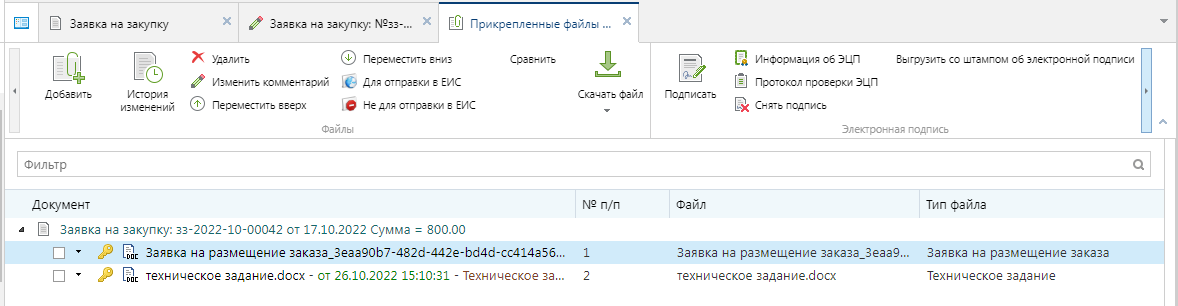 Заявка на закупку
Заявка на закупку: №зз-...
Прикрепленные файлы ...
Добавить
История изменений
Удалить
Изменить комментарий
Переместить вверх
Переместить вниз
Для отправки в ЕИС
Не для отправки в ЕИС
Сравнить
Скачать файл
Файлы
Подписать
Информация об ЭЦП
Протокол проверки ЭЦП
Снять подпись
Выгрузить со штампом об электронной подписи
Электронная подпись
Фильтр
Документ № п/п Файл Тип файла
Заявка на закупку: зз-2022-10-00042 от 17.10.2022 Сумма = 800.00
Заявка на размещение заказа_3eaa90b7-482d-442e-bd4d-cc414a56... 1 Заявка на размещение заказа_3eaa9... Заявка на размещение заказа
техническое задание.docx - от 26.10.2022 15:10:31 - Техническое за... 2 техническое задание.docx Техническое задание